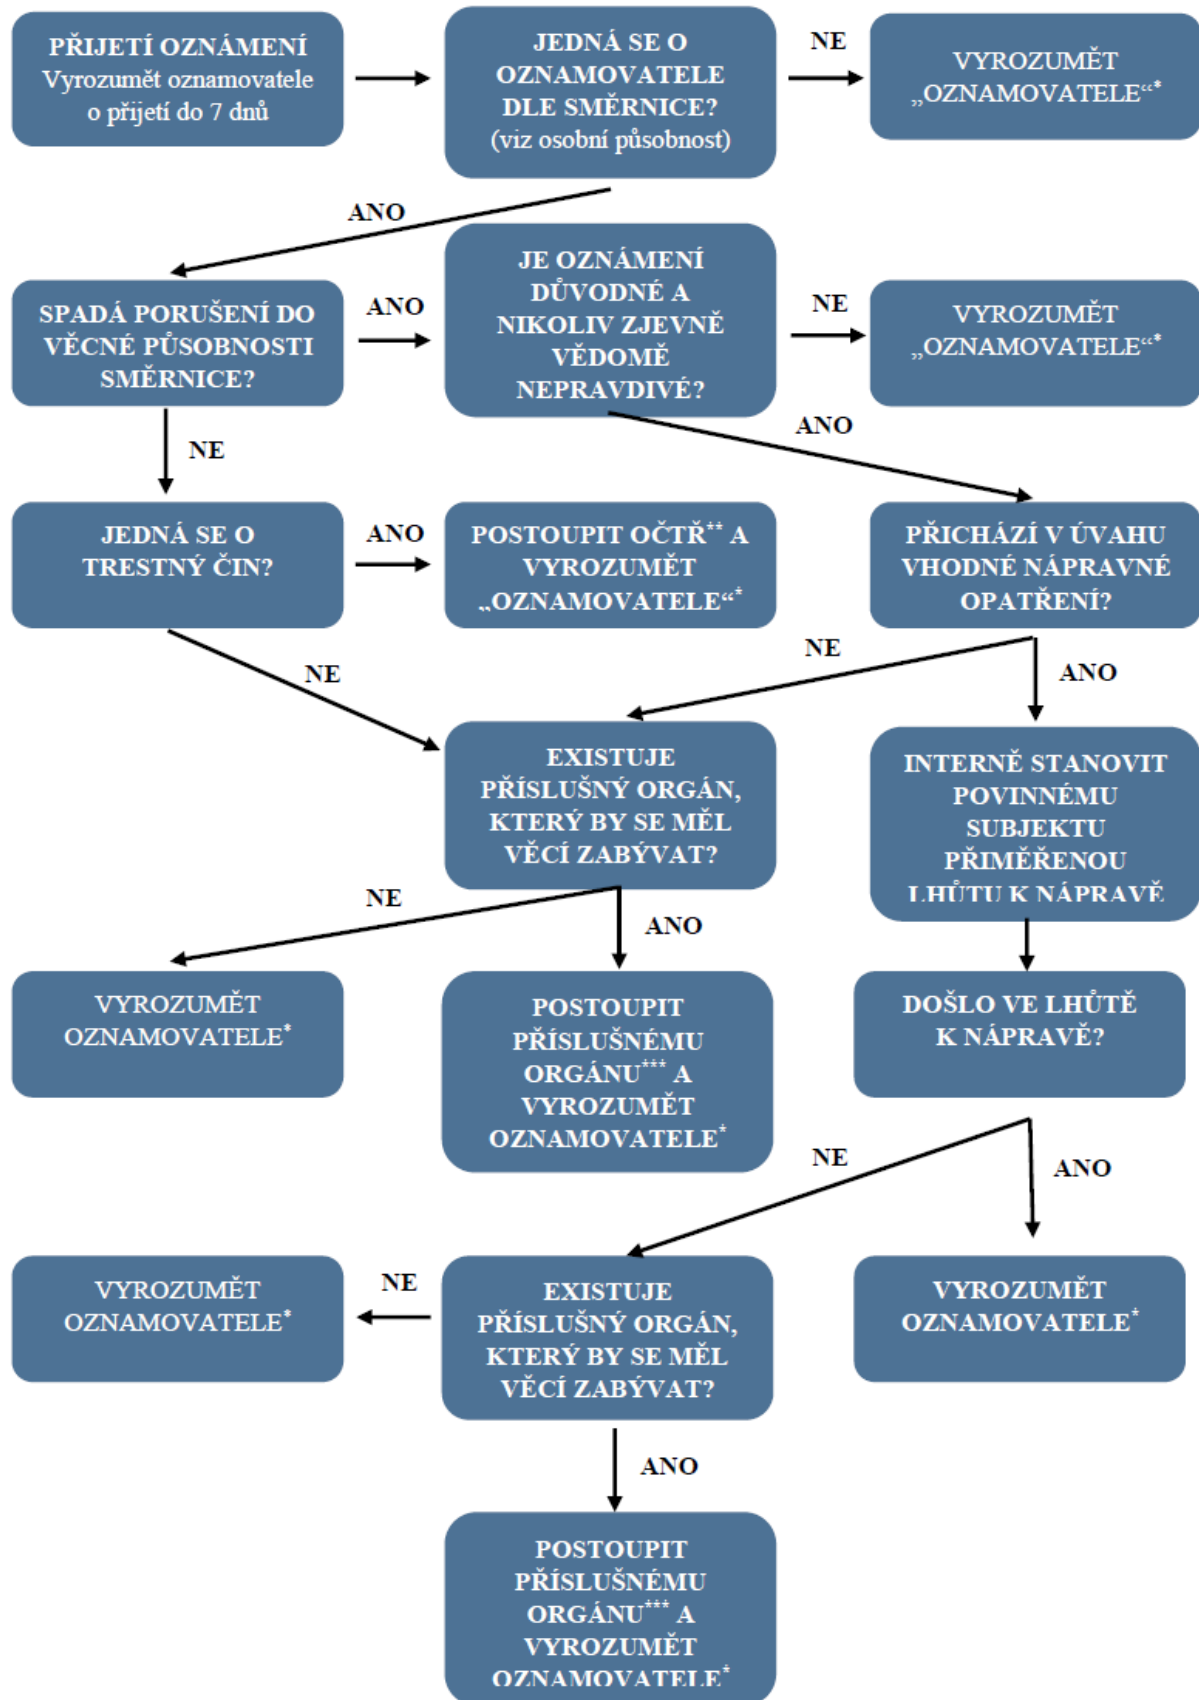 PŘIJETÍ OZNÁMENÍ
Vyrozumět oznamovatele
o přijetí do 7 dnů
JEDNÁ SE O
OZNAMOVATELE
DLE SMĚRNICE?
(viz osobní působnost)
NE
VYROZUMĚT
„OZNAMOVATELE“*
ANO
SPADÁ PORUŠENÍ DO
VĚCNÉ PŮSOBNOSTI
SMĚRNICE?
ANO
JE OZNÁMENÍ
DŮVODNÉ A
NIKOLIV ZJEVNĚ
VĚDOMĚ
NEPRAVDIVÉ?
NE
VYROZUMĚT
„OZNAMOVATELE“*
NE
ANO
JEDNÁ SE O
TRESTNÝ ČIN?
ANO
POSTOUPIT OČTŘ** A
VYROZUMĚT
„OZNAMOVATELE“*
PŘICHÁZÍ V ÚVAHU
VHODNÉ NÁPRAVNÉ
OPATŘENÍ?
NE
NE
ANO
EXISTUJE
PŘÍSLUŠNÝ ORGÁN,
KTERÝ BY SE MĚL
VĚCÍ ZABÝVAT?
INTERNĚ STANOVIT
POVINNÉMU
SUBJEKTU
PŘIMĚŘENOU
LHŮTU K NÁPRAVĚ
NE
ANO
VYROZUMĚT
OZNAMOVATELE*
POSTOUPIT
PŘÍSLUŠNÉMU
ORGÁNU*** A
VYROZUMĚT
OZNAMOVATELE*
DOŠLO VE LHŮTĚ
K NÁPRAVĚ?
NE
ANO
VYROZUMĚT
OZNAMOVATELE*
NE
EXISTUJE
PŘÍSLUŠNÝ ORGÁN,
KTERÝ BY SE MĚL
VĚCÍ ZABÝVAT?
VYROZUMĚT
OZNAMOVATELE*
ANO
POSTOUPIT
PŘÍSLUŠNÉMU
ORGÁNU*** A
VYROZUMĚT
OZNAMOVATELE*